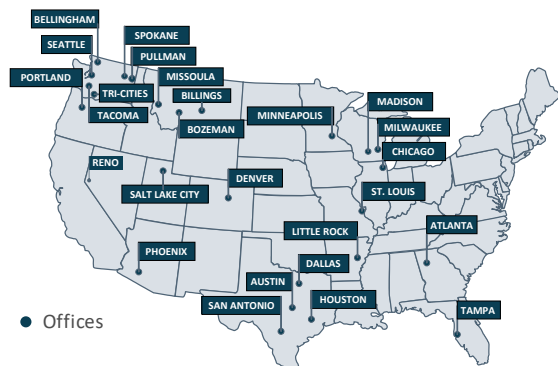 BELLINGHAM
SPOKANE
SEATTLE
PULLMAN
PORTLAND
MISSOULA
TRI-CITIES
BILLINGS
MADISON
TACOMA
MINNEAPOLIS
MILWAUKEE
BOZEMAN
CHICAGO
RENO
DENVER
SALT LAKE CITY
ST. LOUIS
LITTLE ROCK
ATLANTA
PHOENIX
DALLAS
AUSTIN
SAN ANTONIO
HOUSTON
TAMPA
Offices